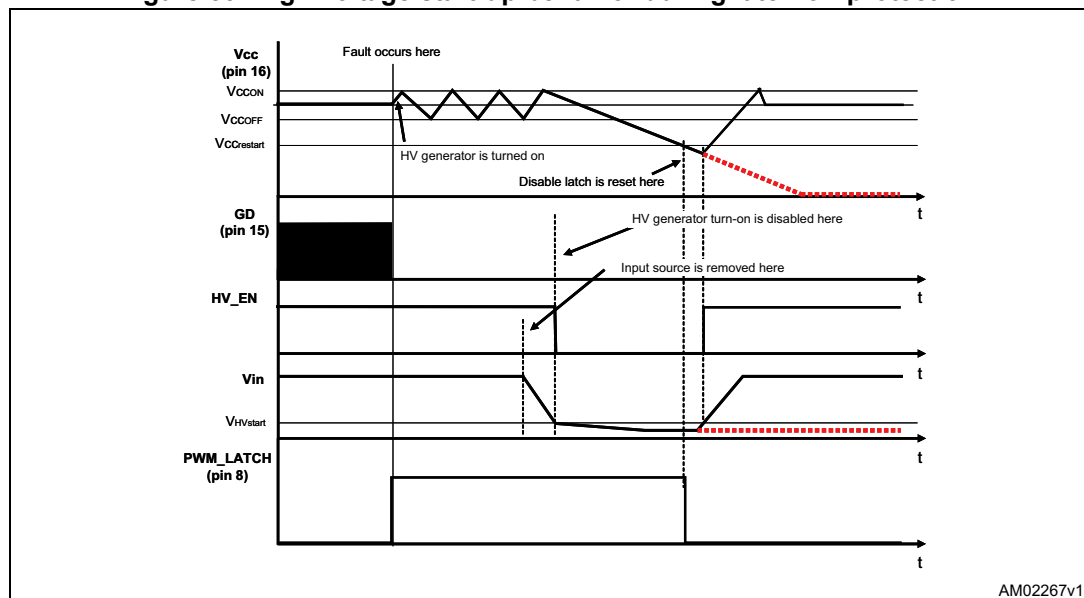 Fault occurs here
Vcc
(pin 16)
VCCON
VCCOFF
VCCrestart
HV generator is turned on
Disable latch is reset here
t
GD
(pin 15)
HV generator turn-on is disabled here
Input source is removed here
t
HV_EN
t
Vin
VHVstart
t
PWM_LATCH
(pin 8)
t
AM02267v1